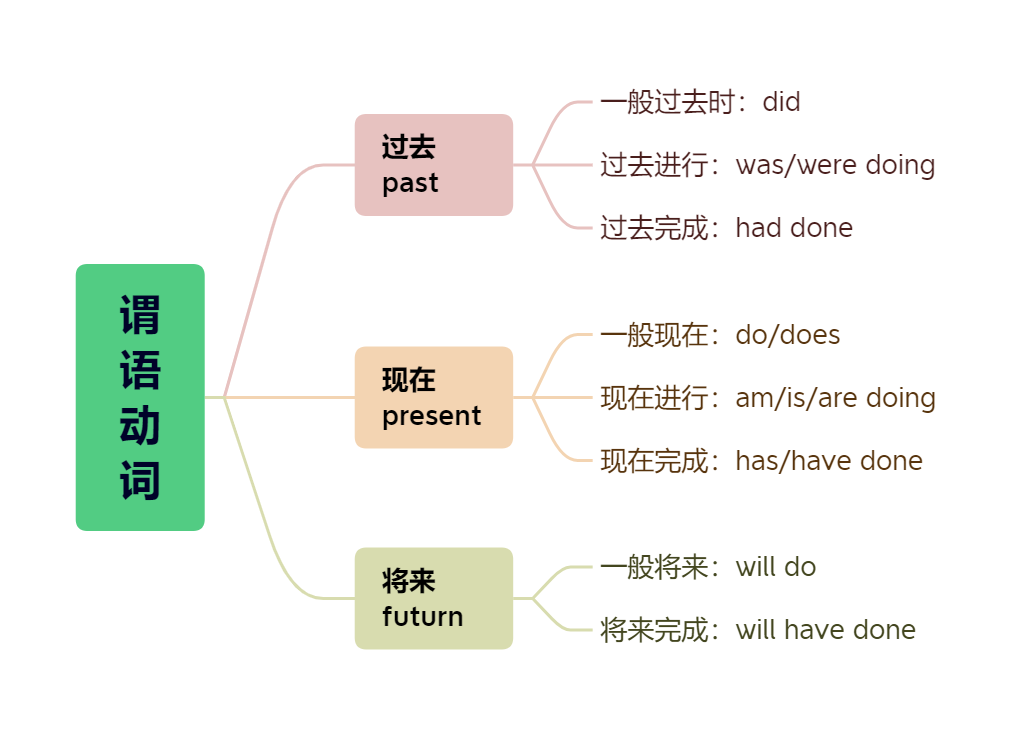 谓
语
动
词
过去
past
一般过去时：did
过去进行：was/were doing
过去完成：had done
现在
present
一般现在：do/does
现在进行：am/is/are doing
现在完成：has/have done
将来
futurn
一般将来：will do
将来完成：will have done